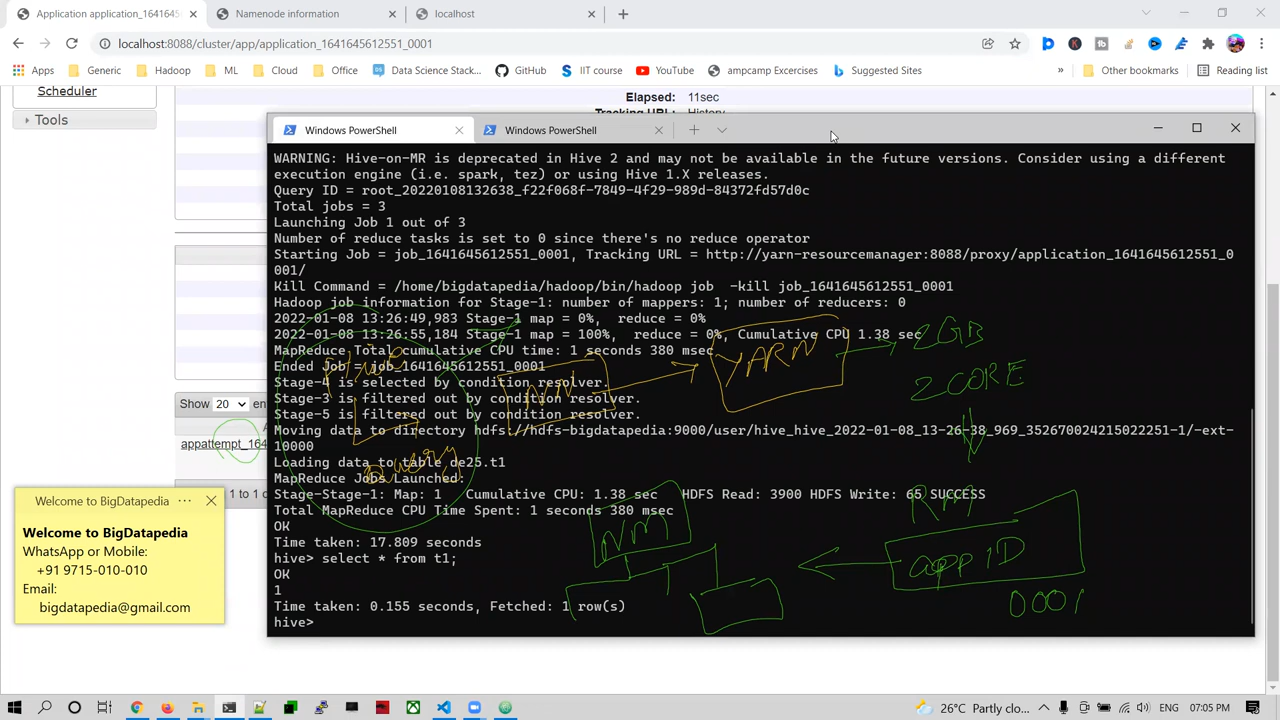 Application application_1641645
Namenode information
localhost
localhost:8088/cluster/app/application_1641645612551_0001
Apps
Generic
Hadoop
ML
Cloud
Office
Data Science Stack...
GitHub
IIT course
YouTube
ampcamp Excercises
Suggested Sites
»
Other bookmarks
Reading list
Scheduler
Tools
Elapsed: 11sec
Tracking URL: History
Windows PowerShell
Windows PowerShell
WARNING: Hive-on-MR is deprecated in Hive 2 and may not be available in the future versions. Consider using a different
execution engine (i.e. spark, tez) or using Hive 1.X releases.
Query ID = root_20220108132638_f22f068f-7849-4f29-989d-84372fd57d0c
Total jobs = 3
Launching Job 1 out of 3
Number of reduce tasks is set to 0 since there's no reduce operator
Starting Job = job_1641645612551_0001, Tracking URL = http://yarn-resourcemanager:8088/proxy/application_1641645612551_0
001/
Kill Command = /home/bigdatapedia/hadoop/bin/hadoop job  -kill job_1641645612551_0001
Hadoop job information for Stage-1: number of mappers: 1; number of reducers: 0
2022-01-08 13:26:49,983 Stage-1 map = 0%,  reduce = 0%
2022-01-08 13:26:55,184 Stage-1 map = 100%,  reduce = 0%, Cumulative CPU 1.38 sec
MapReduce Total cumulative CPU time: 1 seconds 380 msec
Ended Job = job_1641645612551_0001
Stage-4 is selected by condition resolver.
Stage-3 is filtered out by condition resolver.
Stage-5 is filtered out by condition resolver.
Moving data to directory hdfs://hdfs-bigdatapedia:9000/user/hive_hive_2022-01-08_13-26-38_969_352670024215022251-1/-ext-
10000
Loading data to table de25.t1
MapReduce Jobs Launched:
Stage-Stage-1: Map: 1   Cumulative CPU: 1.38 sec   HDFS Read: 3900 HDFS Write: 65 SUCCESS
Total MapReduce CPU Time Spent: 1 seconds 380 msec
OK
Time taken: 17.809 seconds
hive> select * from t1;
OK
1
Time taken: 0.155 seconds, Fetched: 1 row(s)
hive>
Hive
Query
NN
YARN
2GB
2 CORE
RM
app ID
0001
NM
Show 20 en
appattempt_164
1 to 1 o
Welcome to BigDatapedia
Welcome to BigDatapedia
WhatsApp or Mobile:
+91 9715-010-010
Email:
bigdatapedia@gmail.com
26°C Partly clo...
07:05 PM